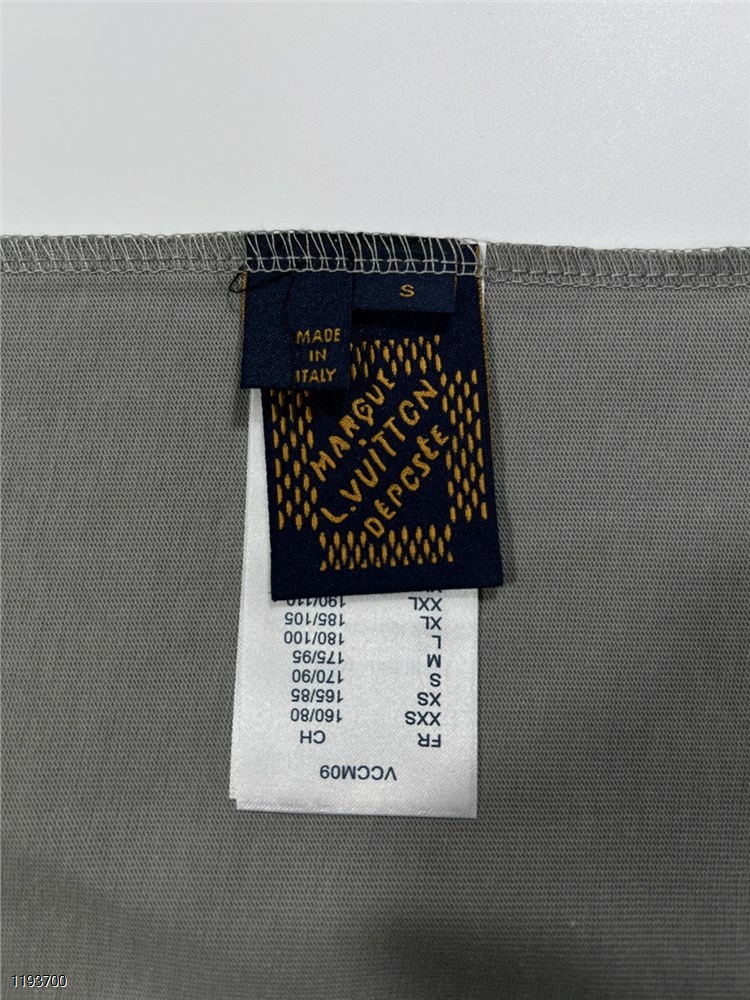 S
MADE
IN
ITALY
MARQUE
L.VUITTON
DEPOSÉE
VCCM09
FR CH
XXS 160/80
XS 165/85
S 170/90
M 175/95
L 180/100
XL 185/105
XXL 190/110
1193700